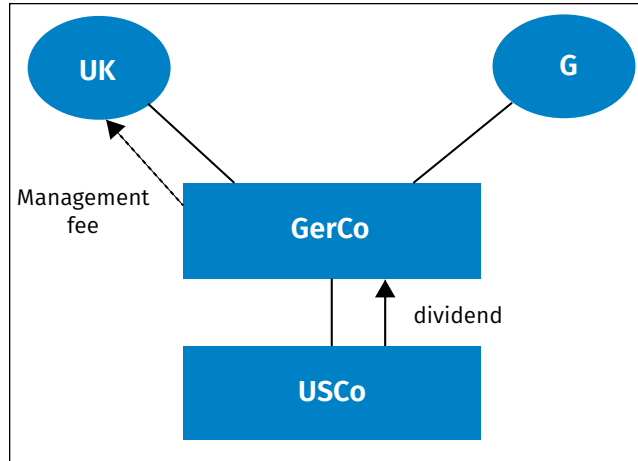 UK
G
Management
fee
GerCo
dividend
USCo